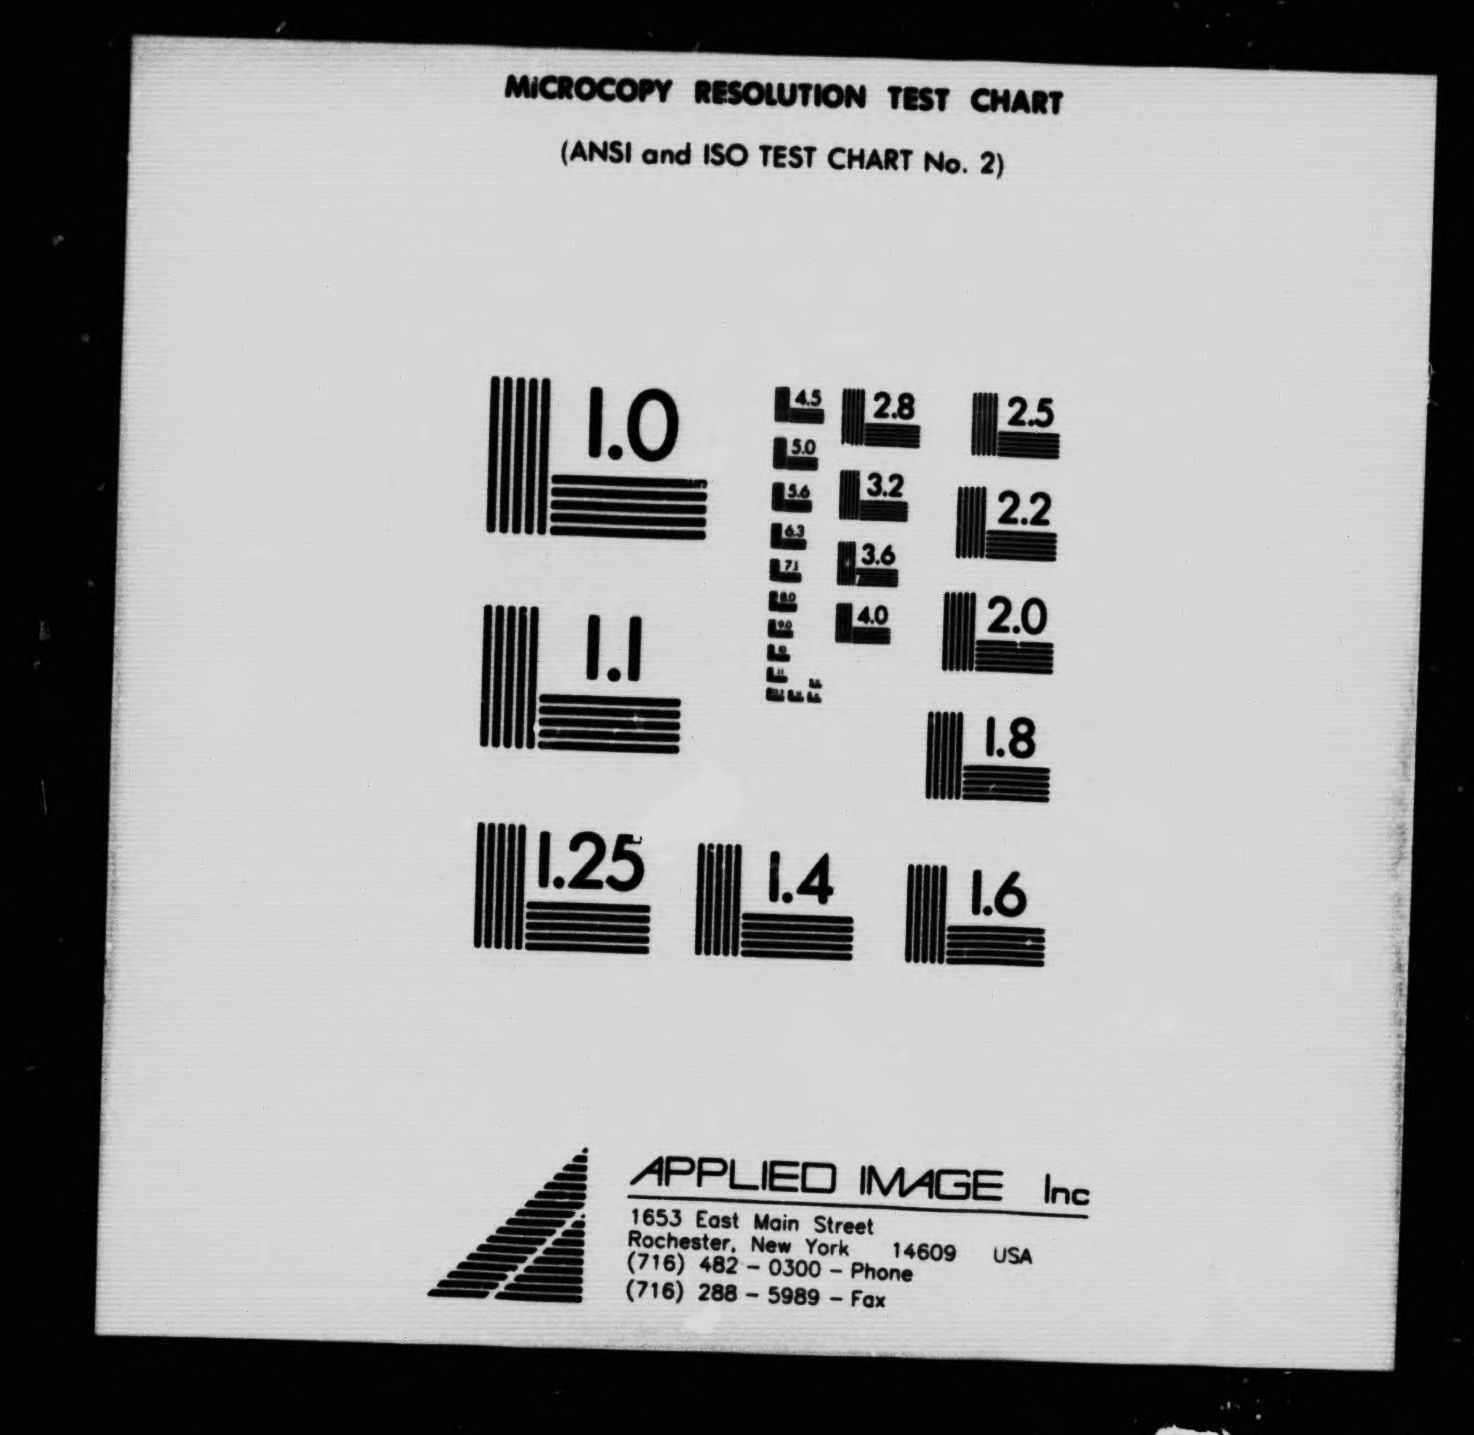 MiCROCOPY RESOLUTION TEST CHART
(ANSI and ISO TEST CHART No. 2)
1.0
1.1
1.25
1.4
1.6
1.8
2.0
2.2
2.5
2.8
3.2
3.6
4.0
4.5
5.0
5.6
6.3
7.1
8.0
9.0
APPLIED IMAGE Inc
1653 East Main Street
Rochester, New York 14609 USA
(716) 482 - 0300 - Phone
(716) 288 - 5989 - Fax